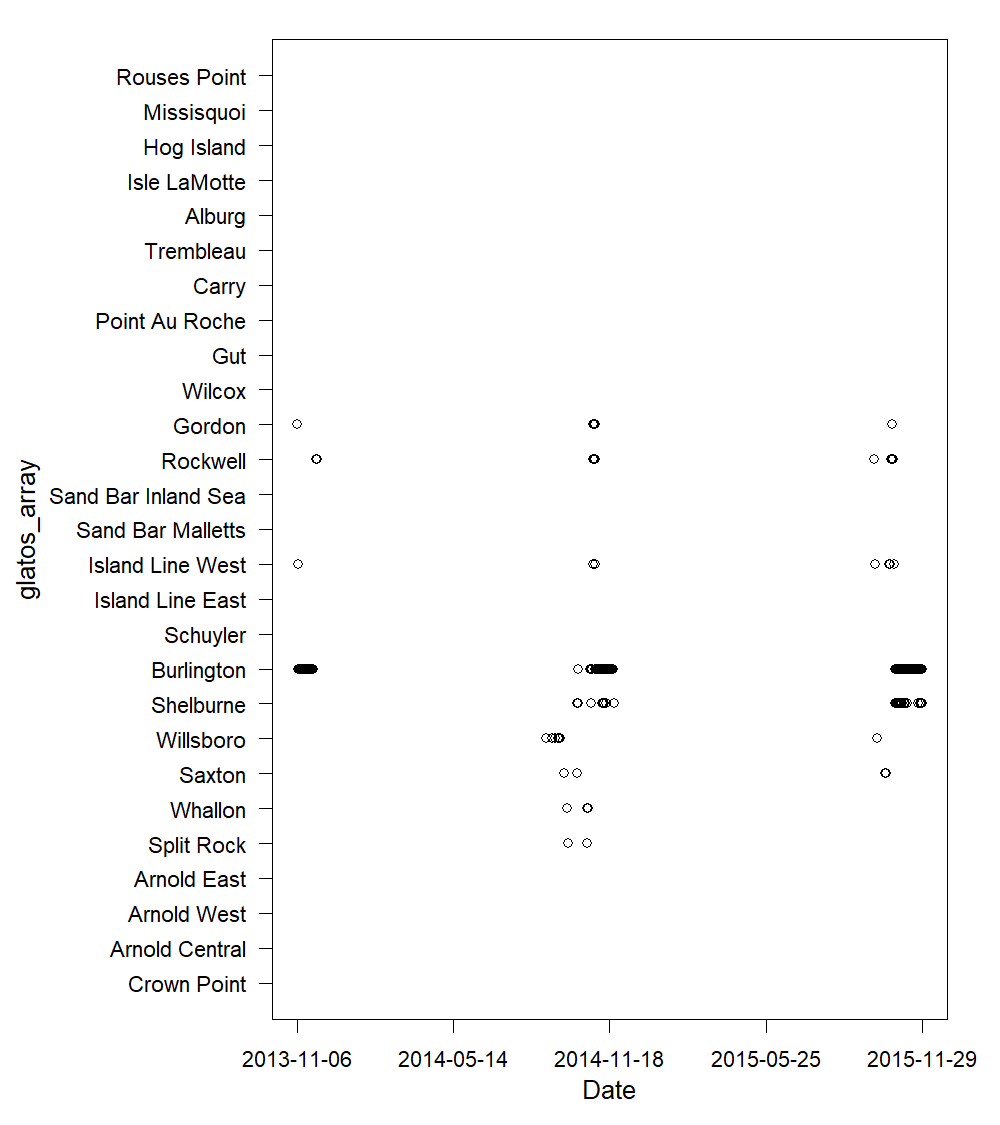 Rouses Point
Missisquoi
Hog Island
Isle LaMotte
Alburg
Trembleau
Carry
Point Au Roche
Gut
Wilcox
Gordon
Rockwell
Sand Bar Inland Sea
Sand Bar Malletts
Island Line West
Island Line East
Schuyler
Burlington
Shelburne
Willsboro
Saxton
Whallon
Split Rock
Arnold East
Arnold West
Arnold Central
Crown Point
glatos_array
2013-11-06 2014-05-14 2014-11-18 2015-05-25 2015-11-29
Date